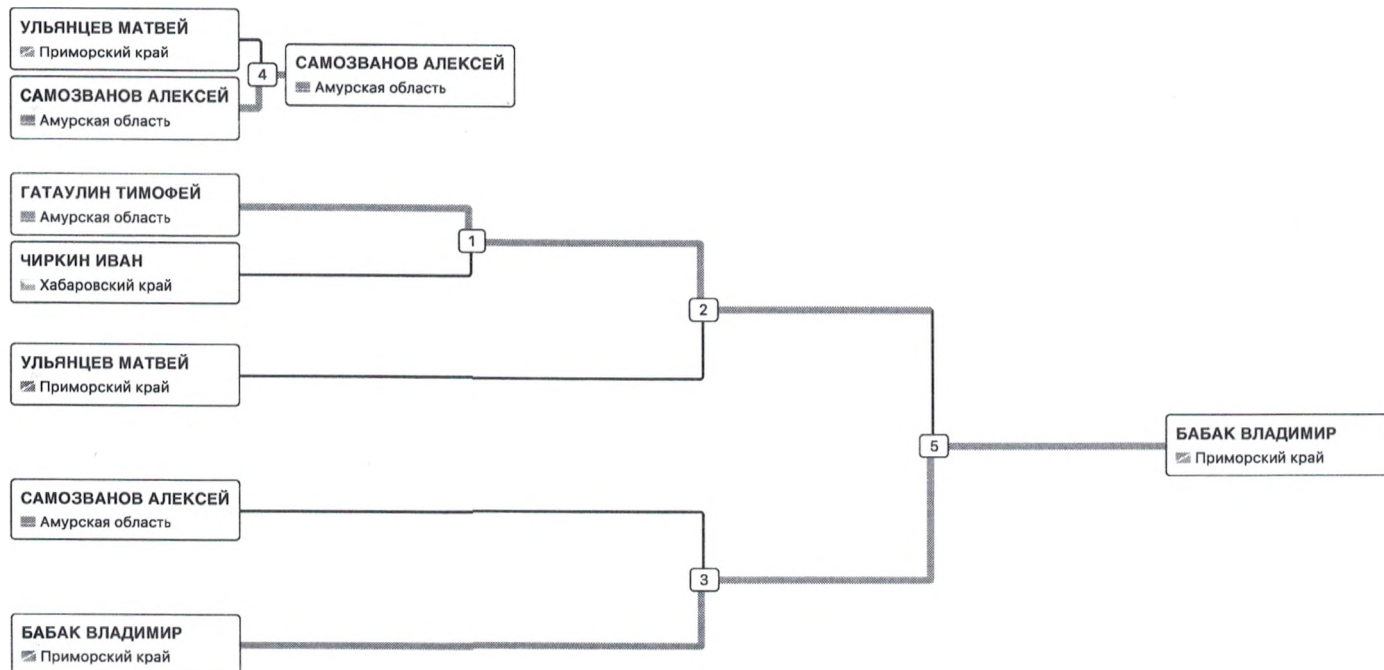 УЛЬЯНЦЕВ МАТВЕЙ
Приморский край
САМОЗВАНОВ АЛЕКСЕЙ
Амурская область
4
САМОЗВАНОВ АЛЕКСЕЙ
Амурская область
ГАТАУЛИН ТИМОФЕЙ
Амурская область
1
ЧИРКИН ИВАН
Хабаровский край
2
УЛЬЯНЦЕВ МАТВЕЙ
Приморский край
5
БАБАК ВЛАДИМИР
Приморский край
САМОЗВАНОВ АЛЕКСЕЙ
Амурская область
3
БАБАК ВЛАДИМИР
Приморский край